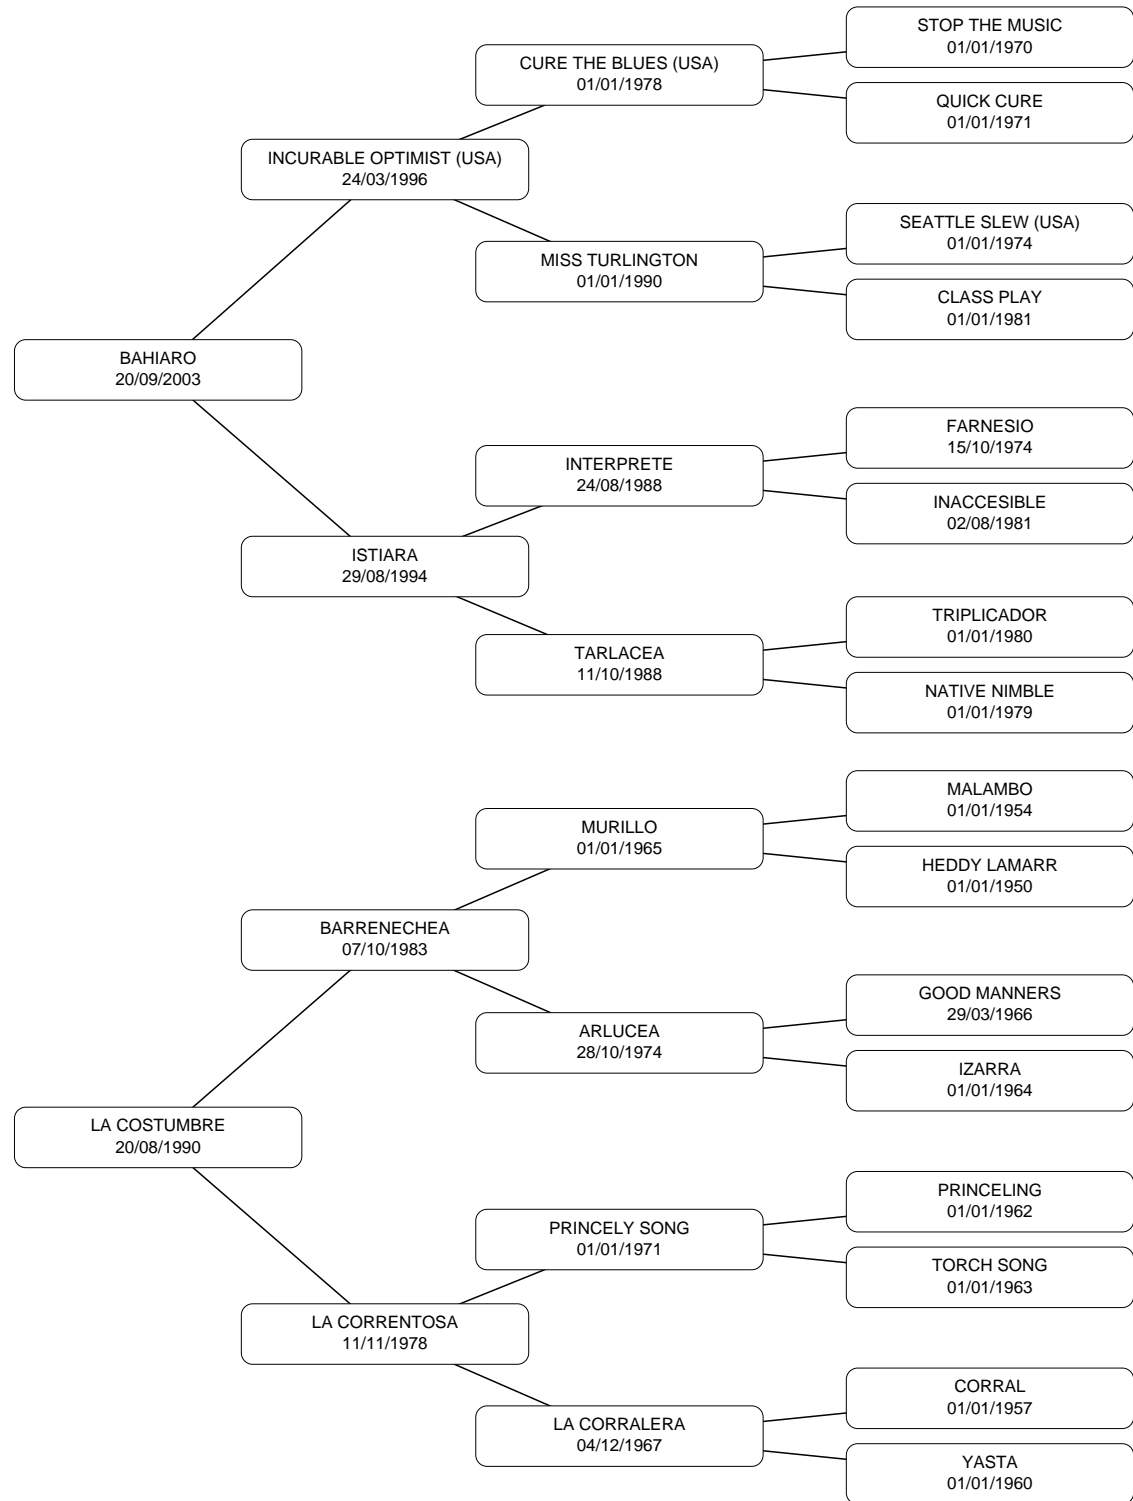 STOP THE MUSIC
01/01/1970
CURE THE BLUES (USA)
01/01/1978
QUICK CURE
01/01/1971
INCURABLE OPTIMIST (USA)
24/03/1996
SEATTLE SLEW (USA)
01/01/1974
MISS TURLINGTON
01/01/1990
CLASS PLAY
01/01/1981
BAHIARO
20/09/2003
FARNESIO
15/10/1974
INTERPRETE
24/08/1988
INACCESIBLE
02/08/1981
ISTIARA
29/08/1994
TRIPLICADOR
01/01/1980
TARLACEA
11/10/1988
NATIVE NIMBLE
01/01/1979
MALAMBO
01/01/1954
MURILLO
01/01/1965
HEDDY LAMARR
01/01/1950
BARRENECHEA
07/10/1983
GOOD MANNERS
29/03/1966
ARLUCEA
28/10/1974
IZARRA
01/01/1964
LA COSTUMBRE
20/08/1990
PRINCELING
01/01/1962
PRINCELY SONG
01/01/1971
TORCH SONG
01/01/1963
LA CORRENTOSA
11/11/1978
CORRAL
01/01/1957
LA CORRALERA
04/12/1967
YASTA
01/01/1960